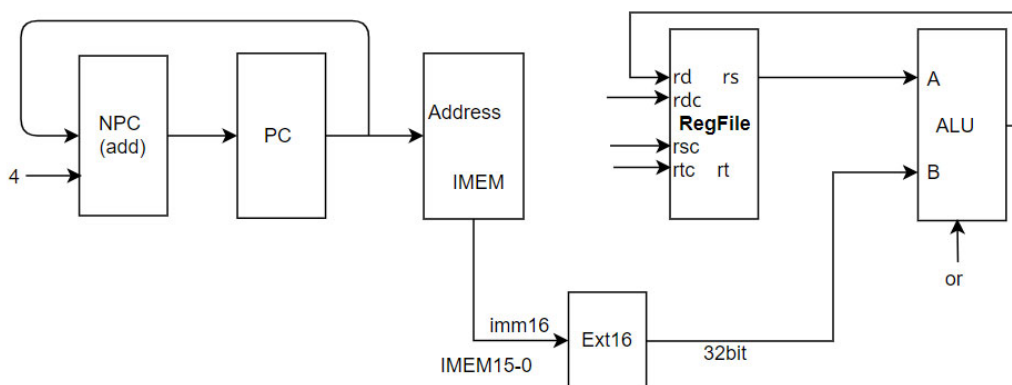 NPC
(add)
4
PC
Address
IMEM
rd rs
rdc
RegFile
rsc
rtc rt
A
ALU
B
or
imm16
IMEM15-0
Ext16
32bit